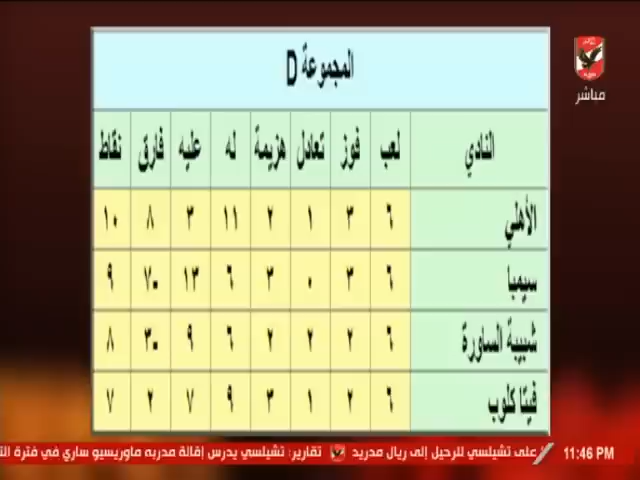 المجموعة D
النادي لعب فوز تعادل هزيمة له عليه فارق نقاط
الأهلي ٦ ٣ ١ ٢ ١١ ٣ ٨ ١٠
سيمبا ٦ ٣ ٠ ٣ ٦ ١٣ ٧- ٩
شبيبة الساورة ٦ ٢ ٢ ٢ ٦ ٩ ٣- ٨
فيتا كلوب ٦ ٢ ١ ٣ ٩ ٧ ٢ ٧
مباشر
على تشيلسي للرحيل إلى ريال مدريد تقارير: تشيلسي يدرس إقالة مدربه ماوريسيو ساري في فترة
11:46 PM